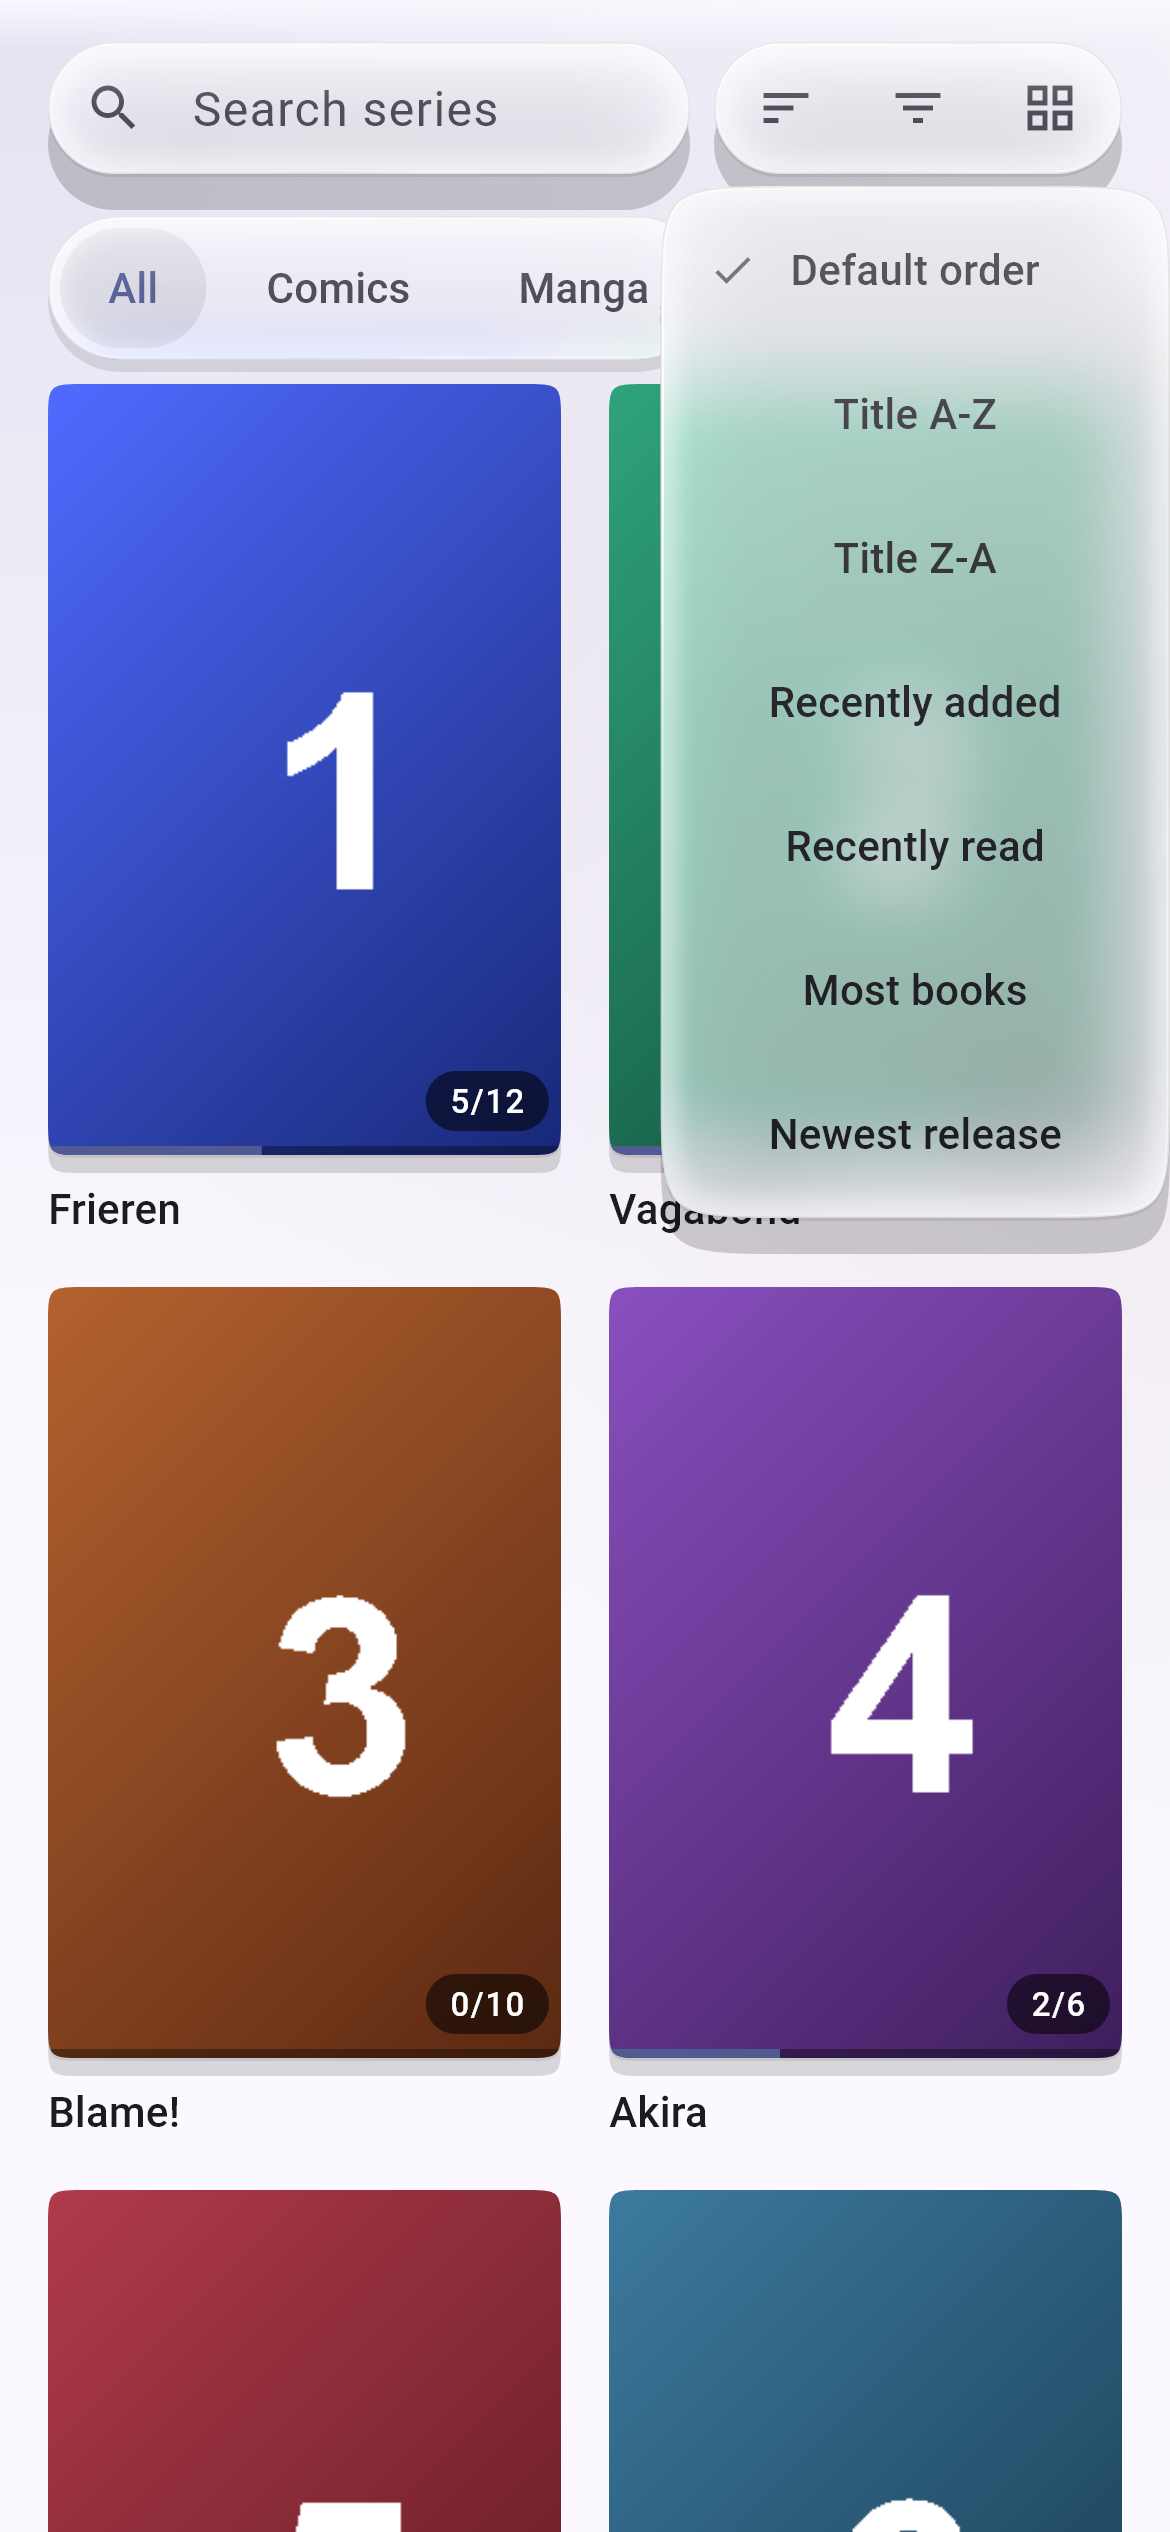 Search series
All Comics Manga
Default order
Title A-Z
Title Z-A
Recently added
Recently read
Most books
Newest release
1
5/12
Frieren
Vagabond
3
0/10
Blame!
4
2/6
Akira